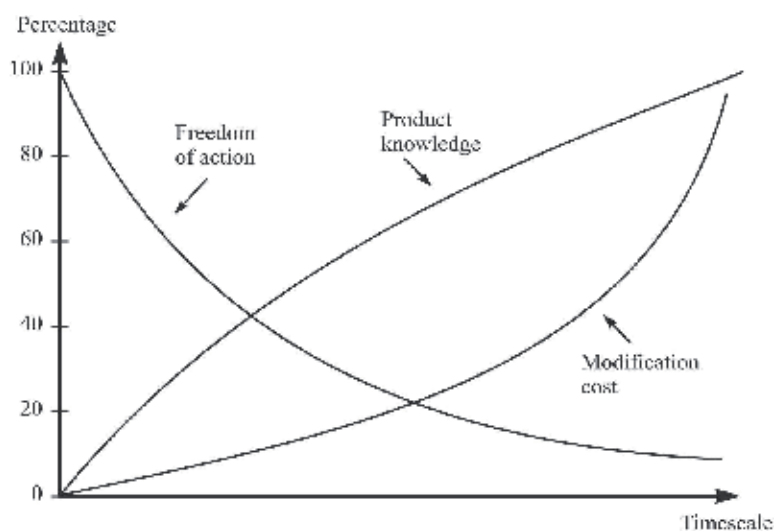 Percentage
100
Freedom
of action
Product
knowledge
80
60
40
Modification
cost
20
0
Timescale